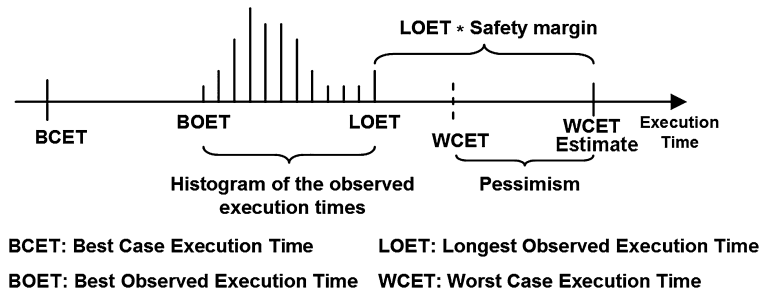 LOET * Safety margin
BCET
BOET
LOET
WCET
WCET
Estimate
Execution
Time
Histogram of the observed
execution times
Pessimism
BCET: Best Case Execution Time
LOET: Longest Observed Execution Time
BOET: Best Observed Execution Time
WCET: Worst Case Execution Time